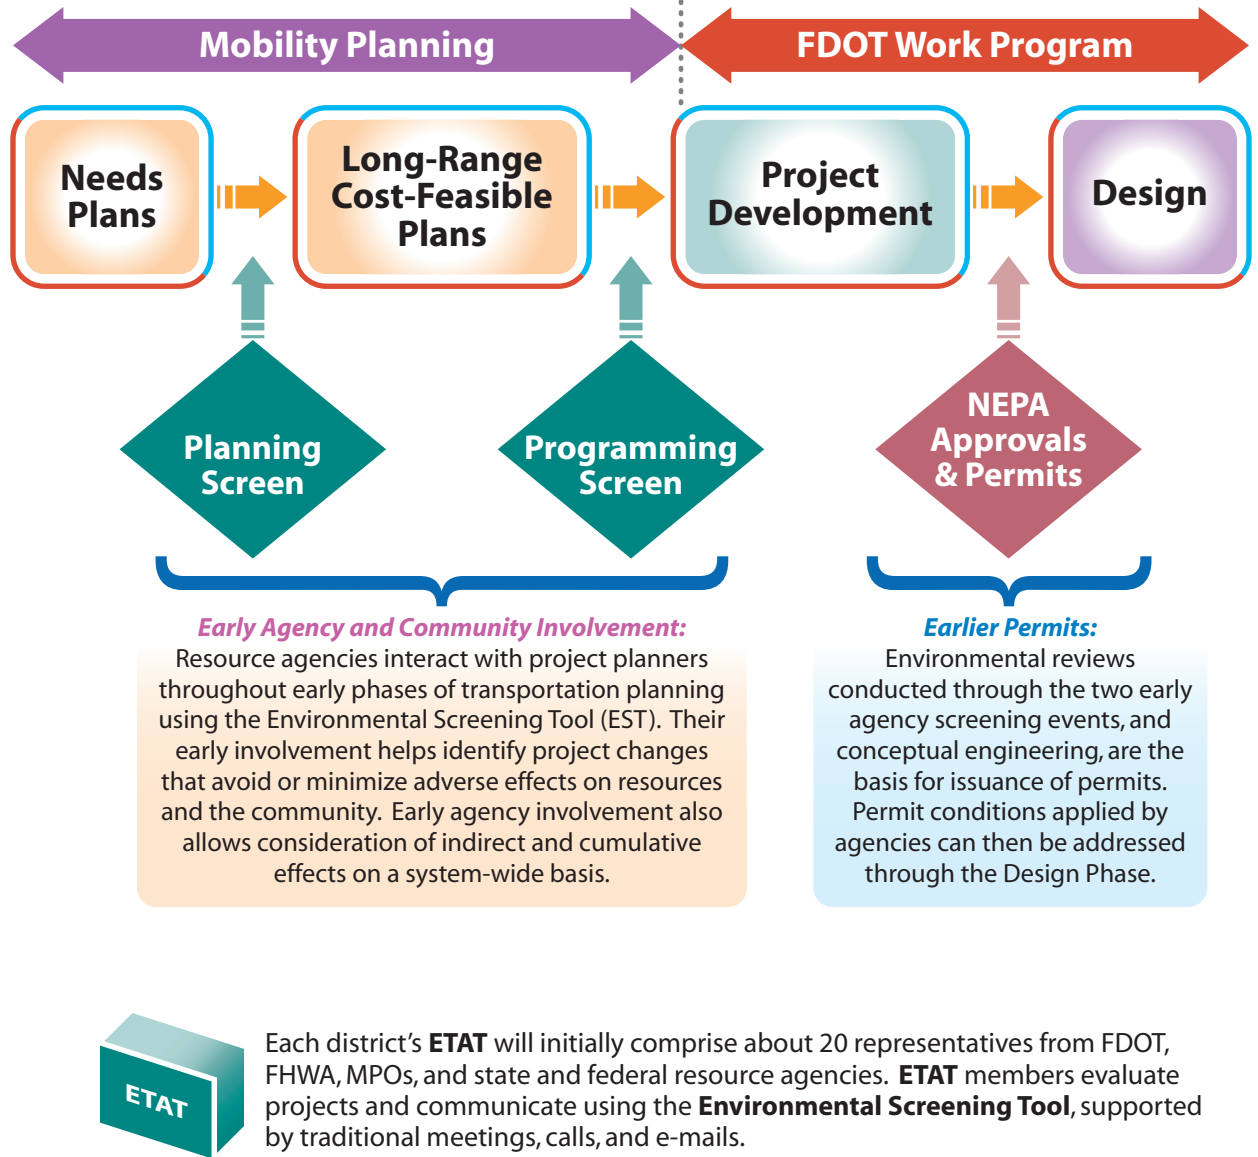 Mobility Planning
FDOT Work Program
Needs
Plans
Long-Range
Cost-Feasible
Plans
Project
Development
Design
Planning
Screen
Programming
Screen
NEPA
Approvals
& Permits
Early Agency and Community Involvement:
Resource agencies interact with project planners
throughout early phases of transportation planning
using the Environmental Screening Tool (EST). Their
early involvement helps identify project changes
that avoid or minimize adverse effects on resources
and the community. Early agency involvement also
allows consideration of indirect and cumulative
effects on a system-wide basis.
Earlier Permits:
Environmental reviews
conducted through the two early
agency screening events, and
conceptual engineering, are the
basis for issuance of permits.
Permit conditions applied by
agencies can then be addressed
through the Design Phase.
ETAT
Each district’s ETAT will initially comprise about 20 representatives from FDOT,
FHWA, MPOs, and state and federal resource agencies. ETAT members evaluate
projects and communicate using the Environmental Screening Tool, supported
by traditional meetings, calls, and e-mails.